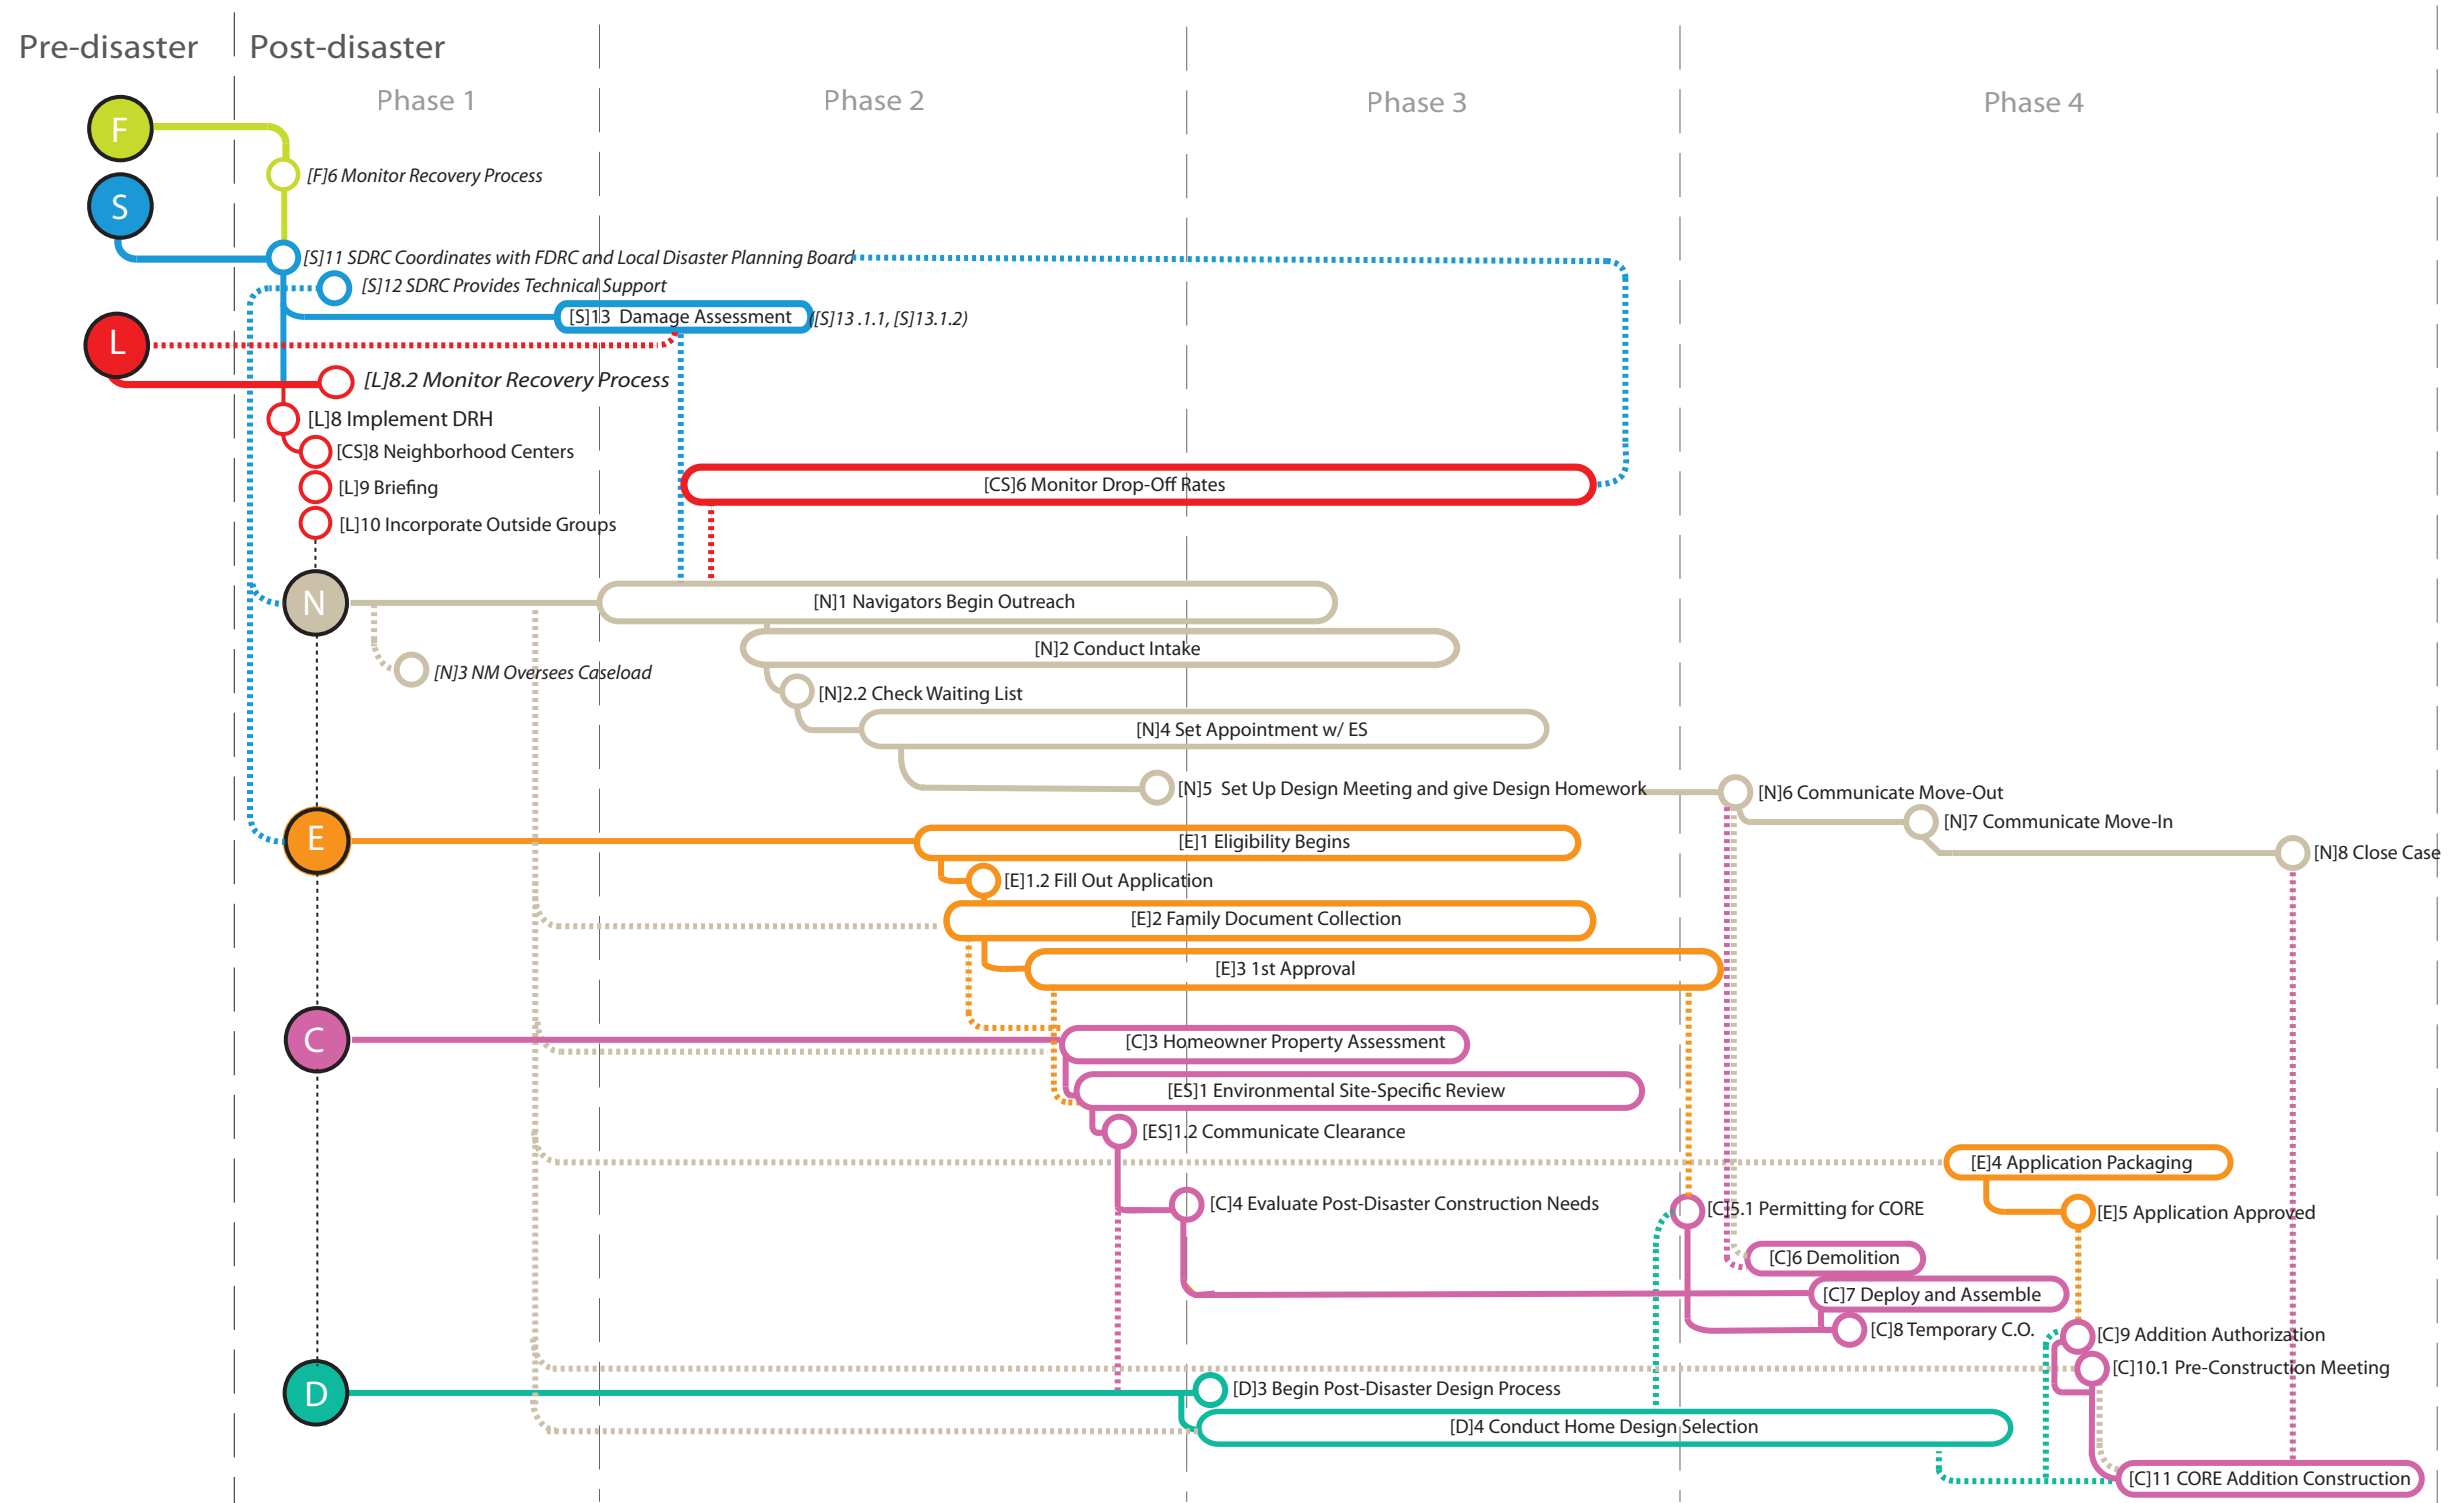 Pre-disaster
Post-disaster
Phase 1
Phase 2
Phase 3
Phase 4
F
[F]6 Monitor Recovery Process
S
[S]11 SDRC Coordinates with FDRC and Local Disaster Planning Board
[S]12 SDRC Provides Technical Support
[S]13 Damage Assessment
([S]13 .1.1, [S]13.1.2)
L
[L]8.2 Monitor Recovery Process
[L]8 Implement DRH
[CS]8 Neighborhood Centers
[L]9 Briefing
[CS]6 Monitor Drop-Off Rates
[L]10 Incorporate Outside Groups
N
[N]1 Navigators Begin Outreach
[N]2 Conduct Intake
[N]3 NM Oversees Caseload
[N]2.2 Check Waiting List
[N]4 Set Appointment w/ ES
[N]5 Set Up Design Meeting and give Design Homework
[N]6 Communicate Move-Out
[N]7 Communicate Move-In
[N]8 Close Case
E
[E]1 Eligibility Begins
[E]1.2 Fill Out Application
[E]2 Family Document Collection
[E]3 1st Approval
C
[C]3 Homeowner Property Assessment
[ES]1 Environmental Site-Specific Review
[ES]1.2 Communicate Clearance
[E]4 Application Packaging
[C]4 Evaluate Post-Disaster Construction Needs
[C]5.1 Permitting for CORE
[E]5 Application Approved
[C]6 Demolition
[C]7 Deploy and Assemble
[C]8 Temporary C.O.
[C]9 Addition Authorization
[C]10.1 Pre-Construction Meeting
D
[D]3 Begin Post-Disaster Design Process
[D]4 Conduct Home Design Selection
[C]11 CORE Addition Construction